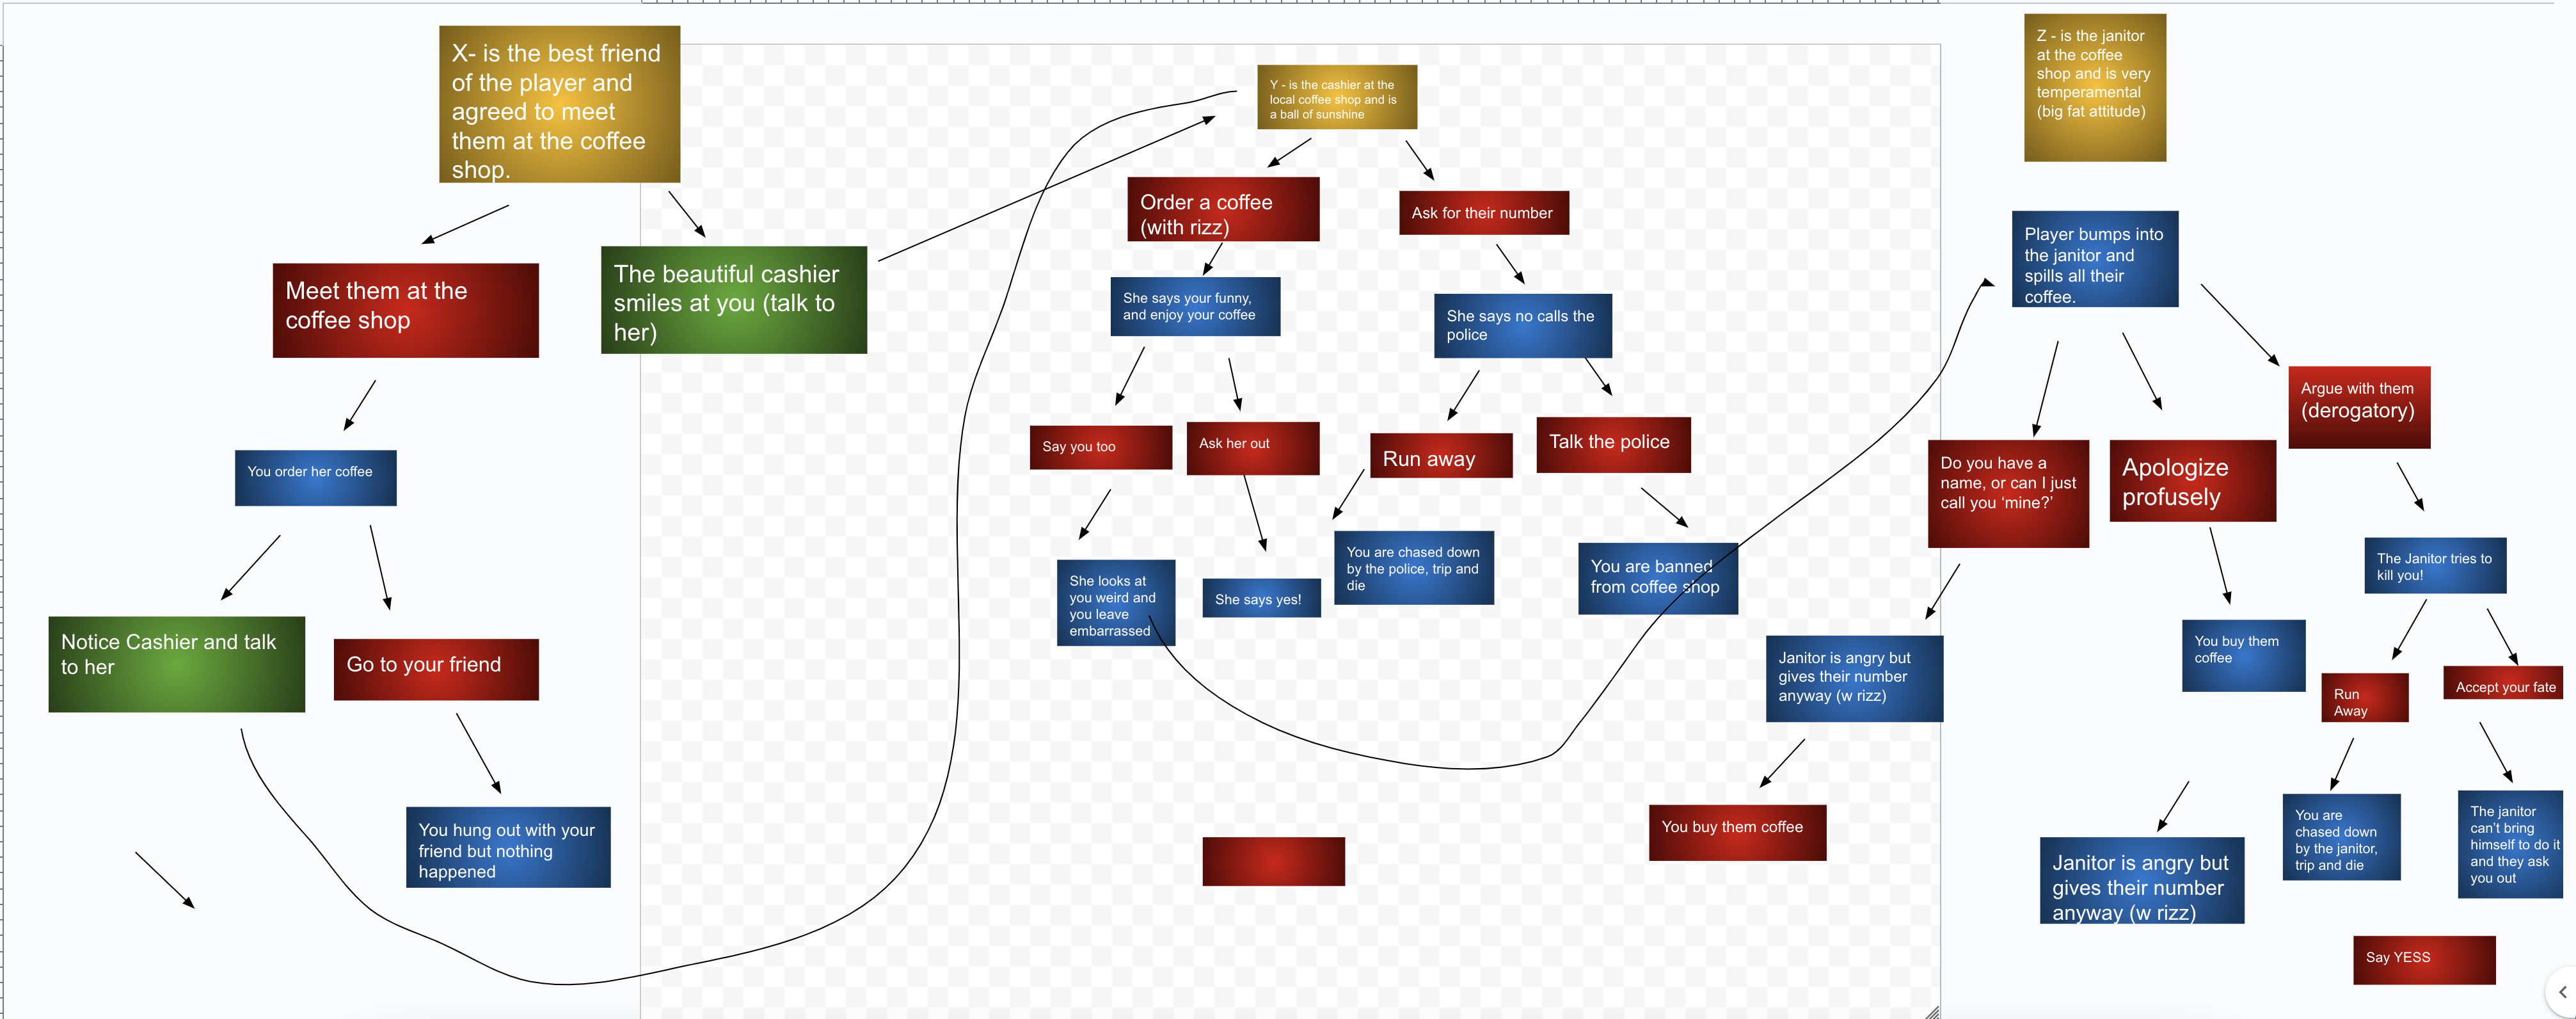 X- is the best friend
of the player and
agreed to meet
them at the coffee
shop.
Meet them at the
coffee shop
The beautiful cashier
smiles at you (talk to
her)
You order her coffee
Notice Cashier and talk
to her
Go to your friend
You hung out with your
friend but nothing
happened
Y - is the cashier at the
local coffee shop and is
a ball of sunshine
Order a coffee
(with rizz)
Ask for their number
She says your funny,
and enjoy your coffee
She says no calls the
police
Say you too
Ask her out
Run away
Talk the police
She looks at
you weird and
you leave
embarrassed
She says yes!
You are chased down
by the police, trip and
die
You are banned
from coffee shop
Z - is the janitor
at the coffee
shop and is very
temperamental
(big fat attitude)
Player bumps into
the janitor and
spills all their
coffee.
Do you have a
name, or can I just
call you ‘mine?’
Apologize
profusely
Argue with them
(derogatory)
Janitor is angry but
gives their number
anyway (w rizz)
You buy them coffee
You buy them
coffee
The Janitor tries to
kill you!
Run
Away
Accept your fate
Janitor is angry but
gives their number
anyway (w rizz)
You are
chased down
by the janitor,
trip and die
The janitor
can’t bring
himself to do it
and they ask
you out
Say YESS